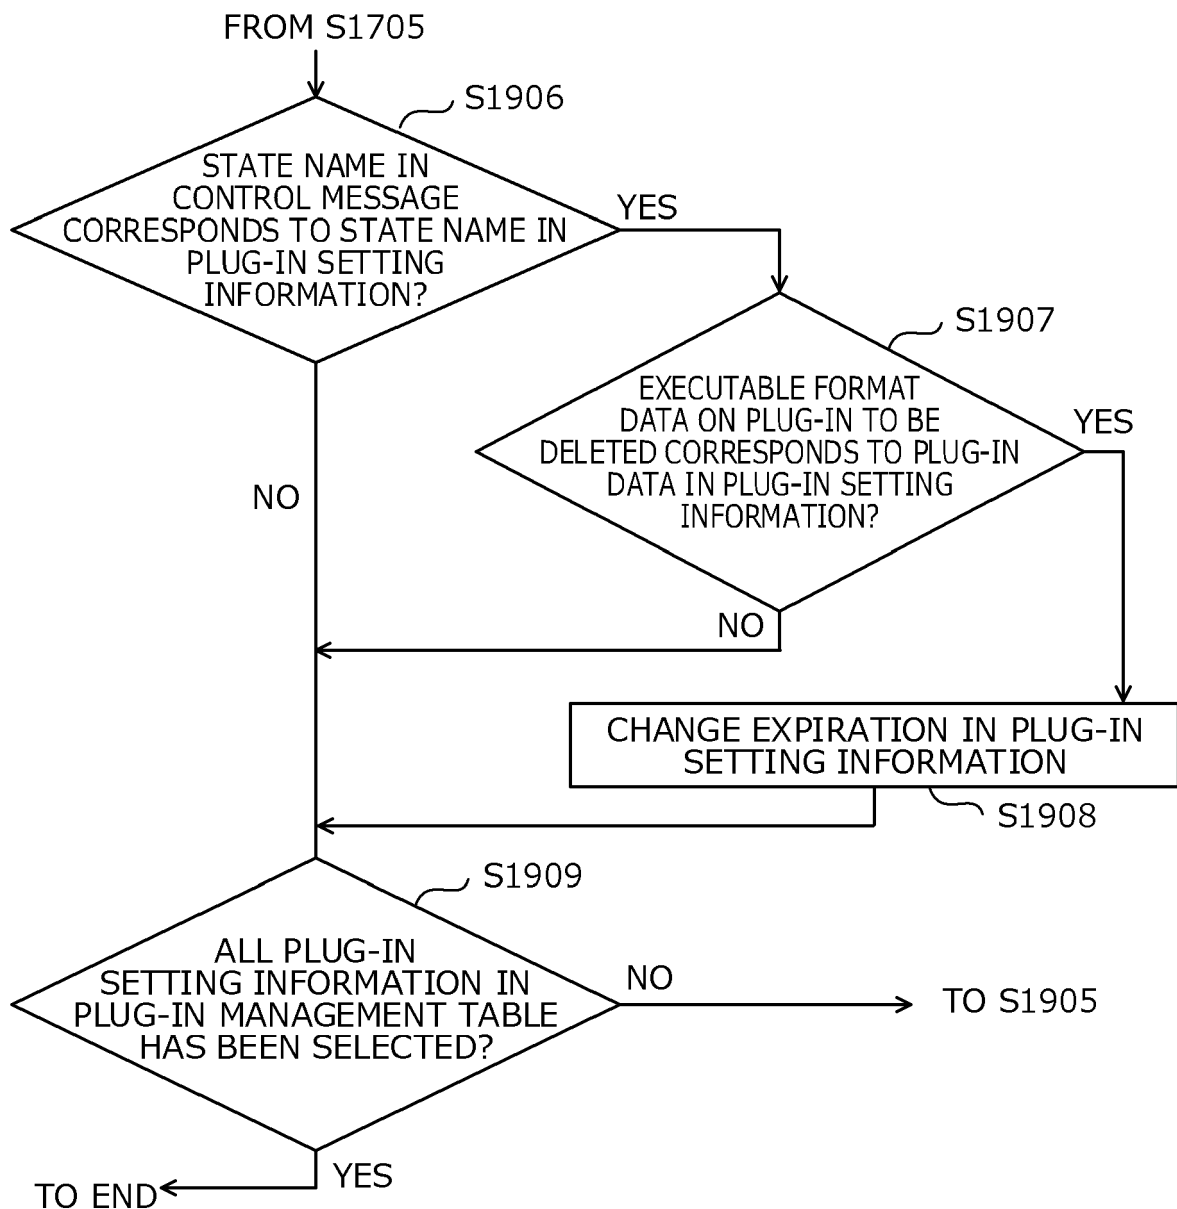 FROM S1705
S1906
STATE NAME IN
CONTROL MESSAGE
CORRESPONDS TO STATE NAME IN
PLUG-IN SETTING
INFORMATION?
YES
S1907
EXECUTABLE FORMAT
DATA ON PLUG-IN TO BE
DELETED CORRESPONDS TO PLUG-IN
DATA IN PLUG-IN SETTING
INFORMATION?
YES
NO
NO
CHANGE EXPIRATION IN PLUG-IN
SETTING INFORMATION
S1908
S1909
ALL PLUG-IN
SETTING INFORMATION IN
PLUG-IN MANAGEMENT TABLE
HAS BEEN SELECTED?
NO
TO S1905
YES
TO END